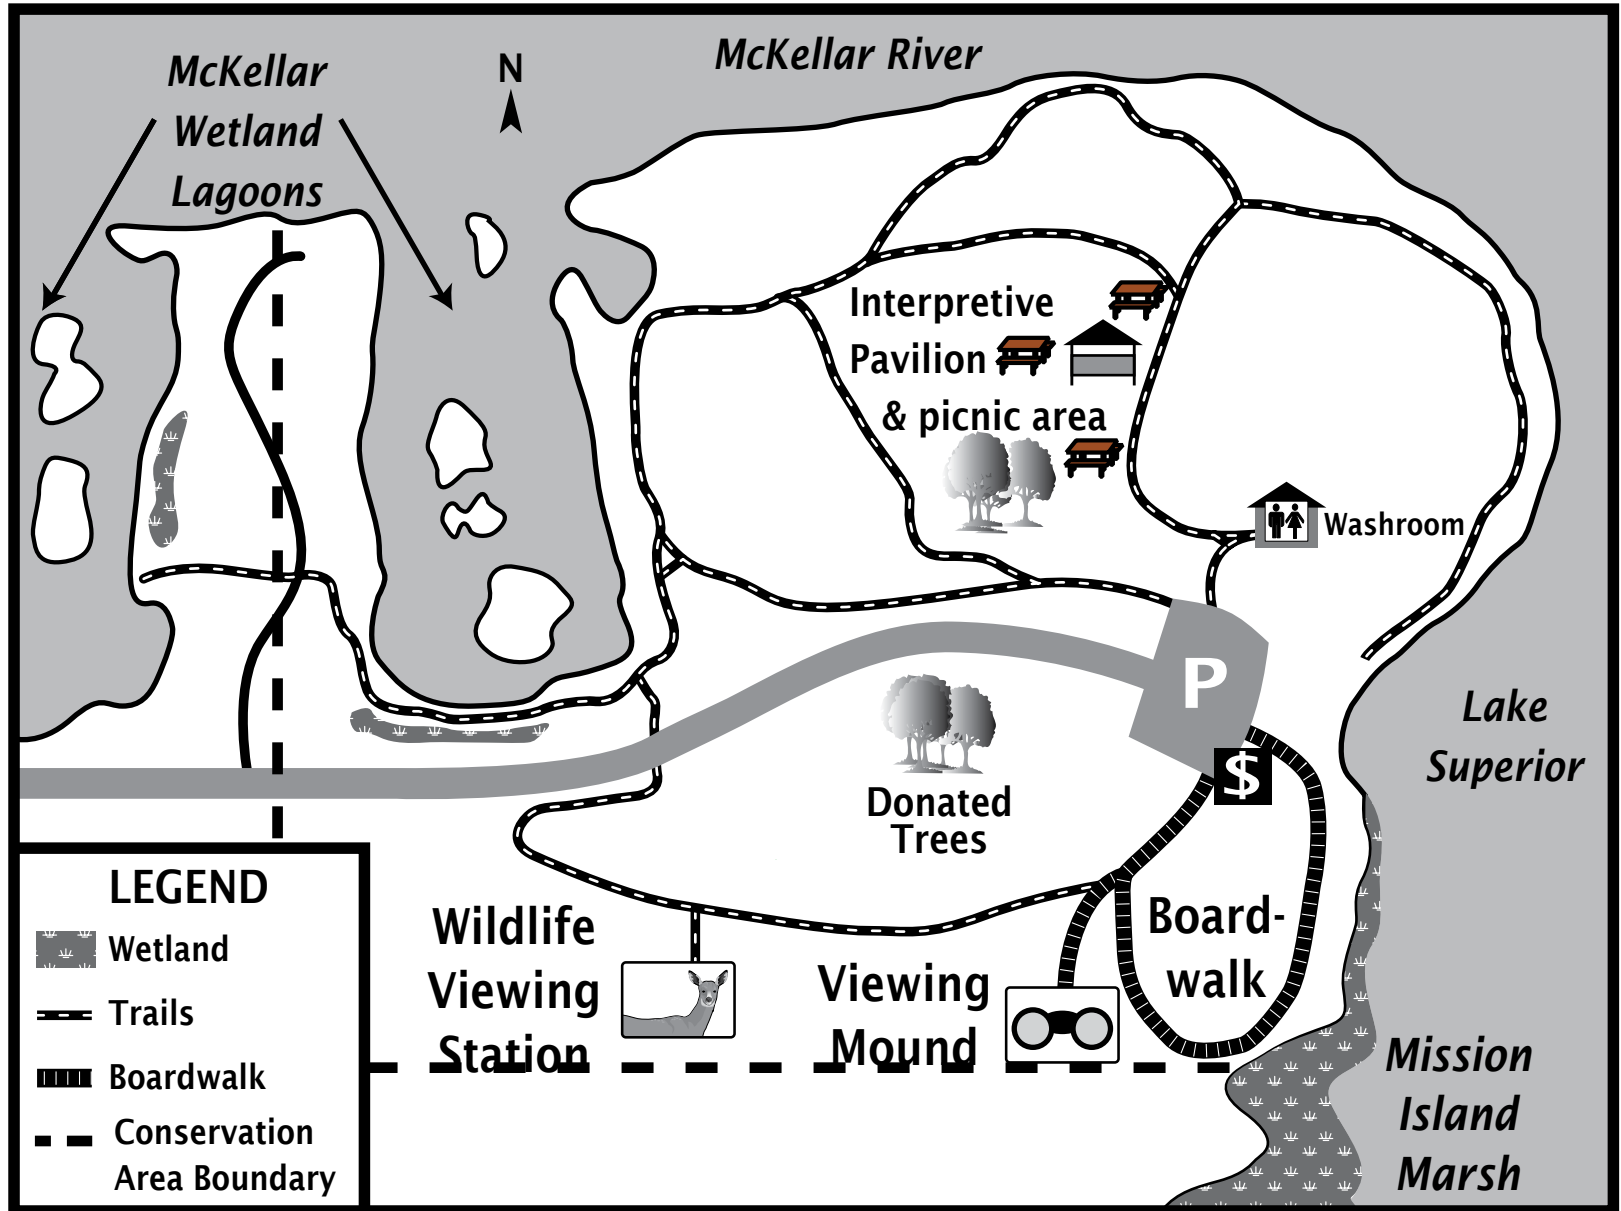 McKellar River
McKellar
Wetland
Lagoons
N
Interpretive
Pavilion
& picnic area
Washroom
P
Lake
Superior
$
Donated
Trees
Board-
walk
Wildlife
Viewing
Station
Viewing
Mound
Mission
Island
Marsh
LEGEND
Wetland
Trails
Boardwalk
Conservation
Area Boundary